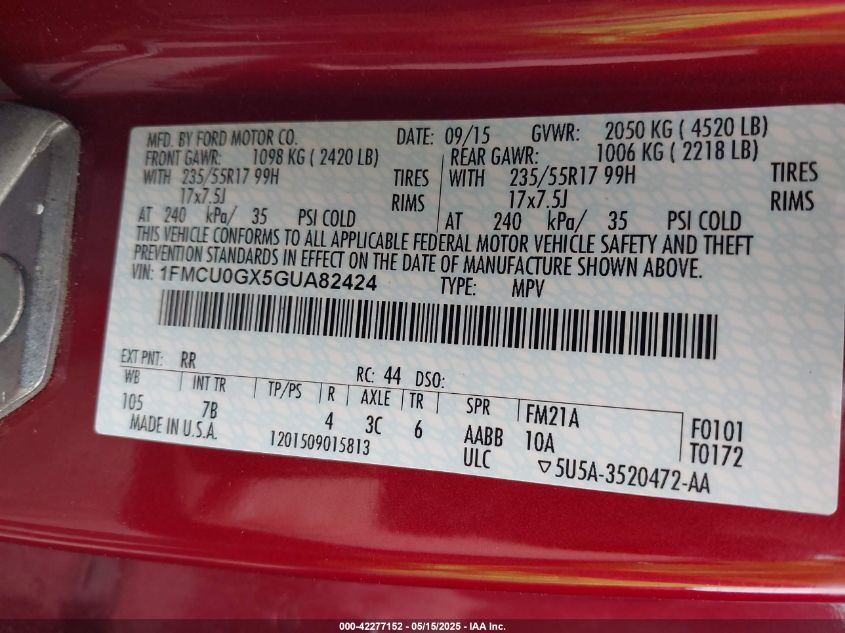 MFD. BY FORD MOTOR CO. DATE: 09/15 GVWR: 2050 KG ( 4520 LB)
FRONT GAWR: 1098 KG ( 2420 LB) REAR GAWR: 1006 KG ( 2218 LB)
WITH 235/55R17 99H TIRES WITH 235/55R17 99H TIRES
17x7.5J RIMS 17x7.5J RIMS
AT 240 kPa/ 35 PSI COLD AT 240 kPa/ 35 PSI COLD
THIS VEHICLE CONFORMS TO ALL APPLICABLE FEDERAL MOTOR VEHICLE SAFETY AND THEFT
PREVENTION STANDARDS IN EFFECT ON THE DATE OF MANUFACTURE SHOWN ABOVE.
VIN: 1FMCU0GX5GUA82424 TYPE: MPV
EXT PNT: RR RC: 44 DSO:
WB INT TR TP/PS R AXLE TR SPR FM21A F0101
105 7B 4 3C 6 AABB 10A T0172
MADE IN U.S.A. 1201509015813 ULC ▽5U5A-3520472-AA
000-42277152 - 05/15/2025 - IAA Inc.